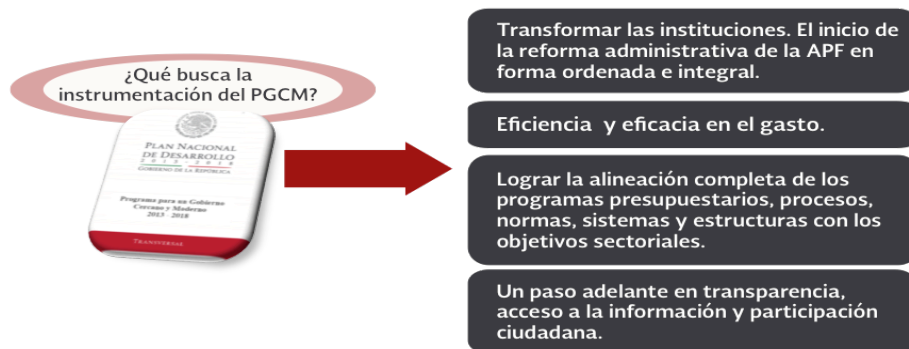 ¿Qué busca la
instrumentación del PGCM?
PLAN NACIONAL
DE DESARROLLO
2013-2018
GOBIERNO DE LA REPÚBLICA
Programa para un Gobierno
Cercano y Moderno
2013 2018
TRANSVERSAL
Transformar las instituciones. El inicio de
la reforma administrativa de la APF en
forma ordenada e integral.
Eficiencia y eficacia en el gasto.
Lograr la alineación completa de los
programas presupuestarios, procesos,
normas, sistemas y estructuras con los
objetivos sectoriales.
Un paso adelante en transparencia,
acceso a la información y participación
ciudadana.